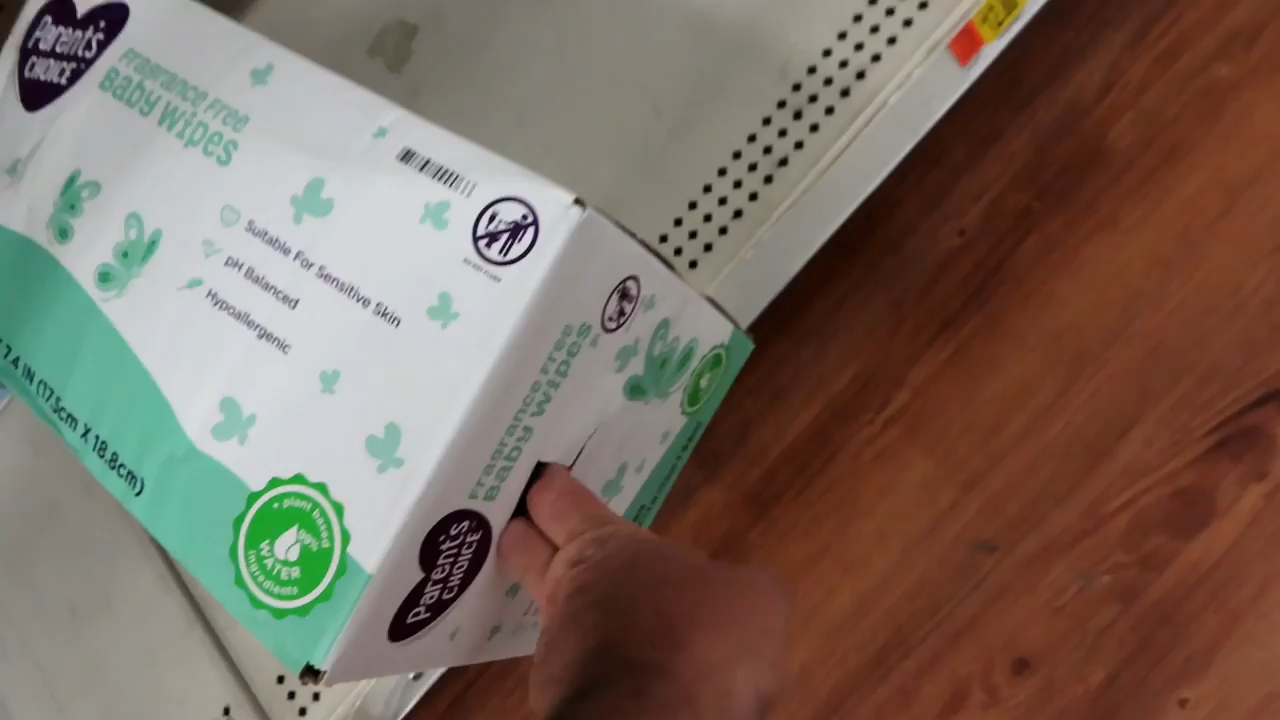 Parent's
CHOICE
Fragrance Free
Baby Wipes
Suitable For Sensitive Skin
pH Balanced
Hypoallergenic
7.4 IN (17.5cm X 18.8cm)
+ plant based
99%
WATER
ingredients
Fragrance Free
Baby Wipes
Parent's
CHOICE